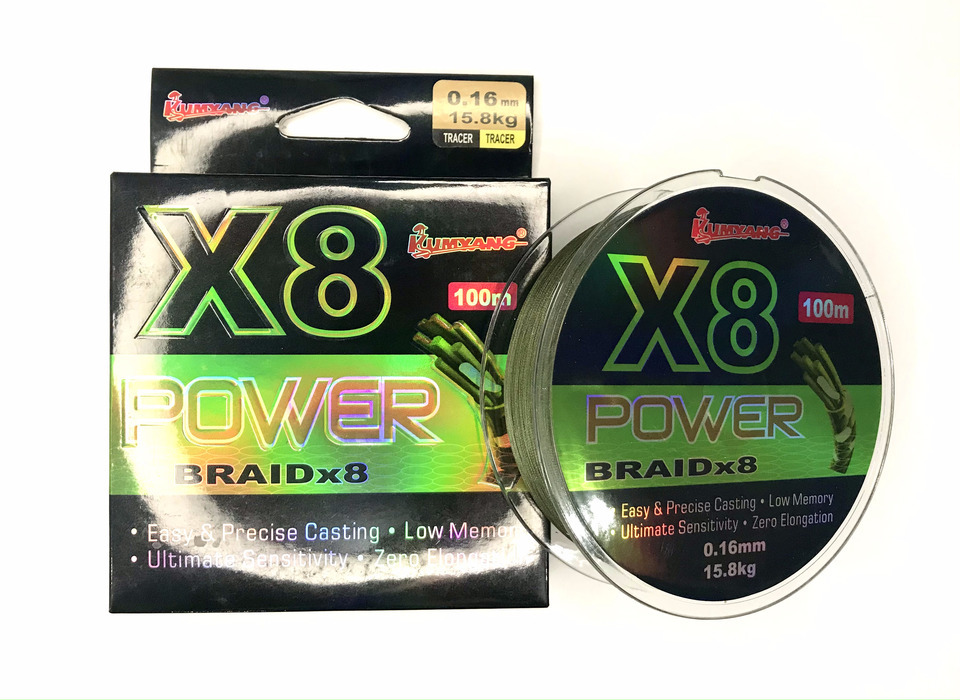 KUMYANG®
0.16 mm
15.8kg
TRACER TRACER
X8
KUMYANG®
100m
POWER
BRAIDx8
• Easy & Precise Casting • Low Memo
• Ultimate Sensitivity • Zero Elongation
KUMYANG®
X8
100m
POWER
BRAIDx8
Easy & Precise Casting • Low Memory
Ultimate Sensitivity • Zero Elongation
0.16mm
15.8kg